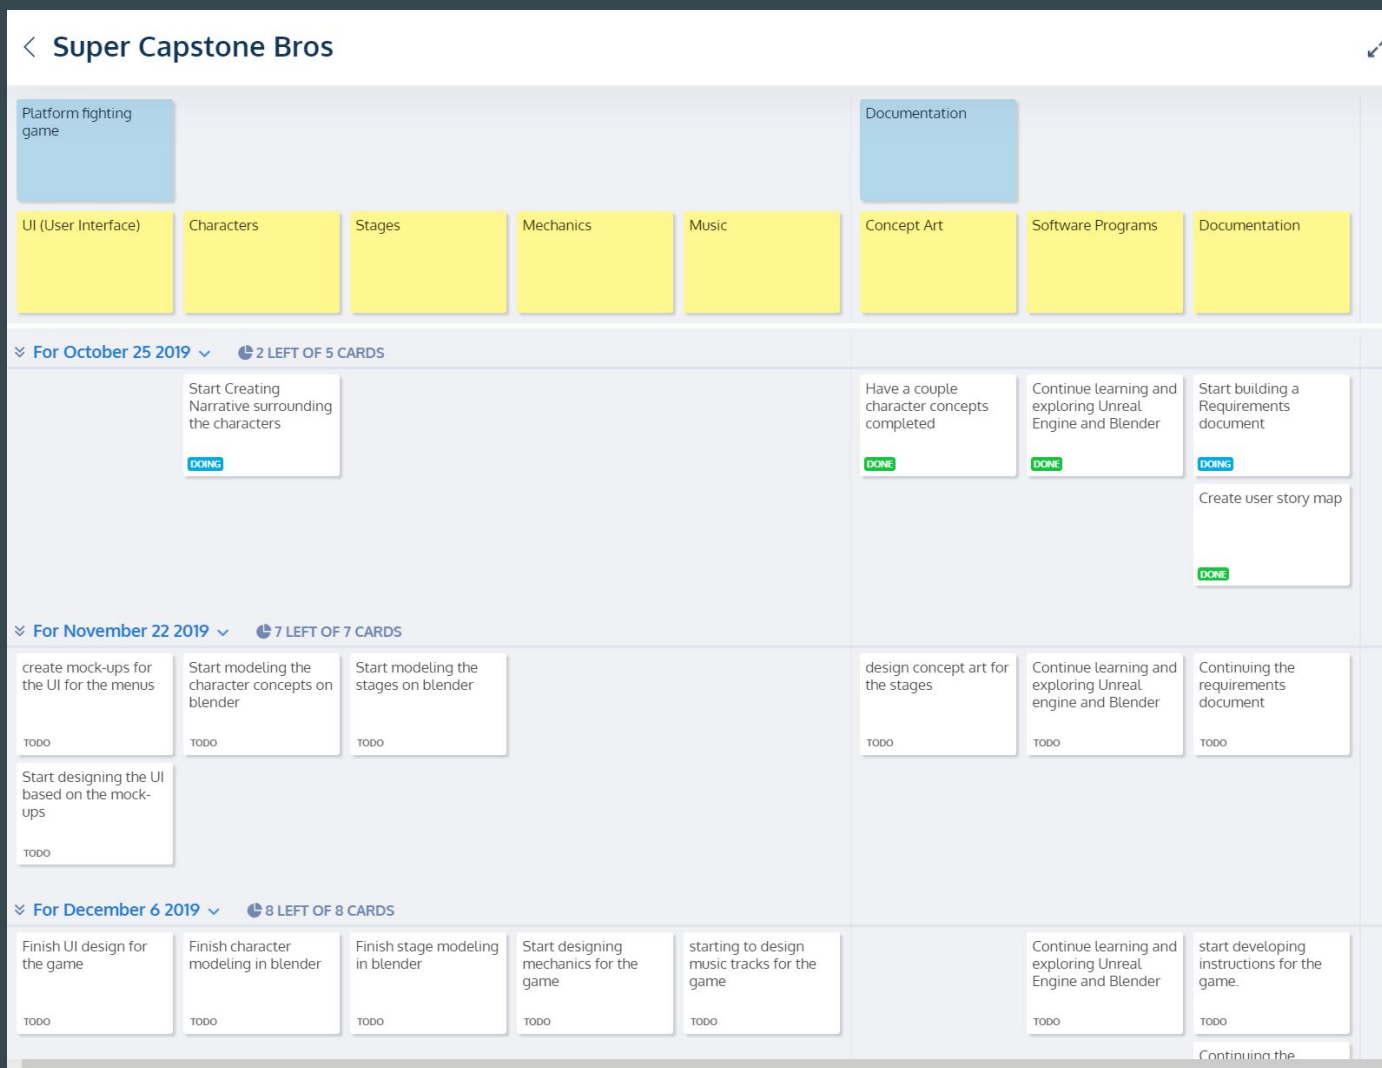 Super Capstone Bros
Platform fighting
game
Documentation
UI (User Interface)
Characters
Stages
Mechanics
Music
Concept Art
Software Programs
Documentation
For October 25 2019
2 LEFT OF 5 CARDS
Start Creating
Narrative surrounding
the characters
DOING
Have a couple
character concepts
completed
DONE
Continue learning and
exploring Unreal
Engine and Blender
DONE
Start building a
Requirements
document
DOING
Create user story map
DONE
For November 22 2019
7 LEFT OF 7 CARDS
create mock-ups for
the UI for the menus
TODO
Start modeling the
character concepts on
blender
TODO
Start modeling the
stages on blender
TODO
design concept art for
the stages
TODO
Continue learning and
exploring Unreal
engine and Blender
TODO
Continuing the
requirements
document
TODO
Start designing the UI
based on the mock-
ups
TODO
For December 6 2019
8 LEFT OF 8 CARDS
Finish UI design for
the game
TODO
Finish character
modeling in blender
TODO
Finish stage modeling
in blender
TODO
Start designing
mechanics for the
game
TODO
starting to design
music tracks for the
game
TODO
Continue learning and
exploring Unreal
Engine and Blender
TODO
start developing
instructions for the
game.
TODO
Continuing the